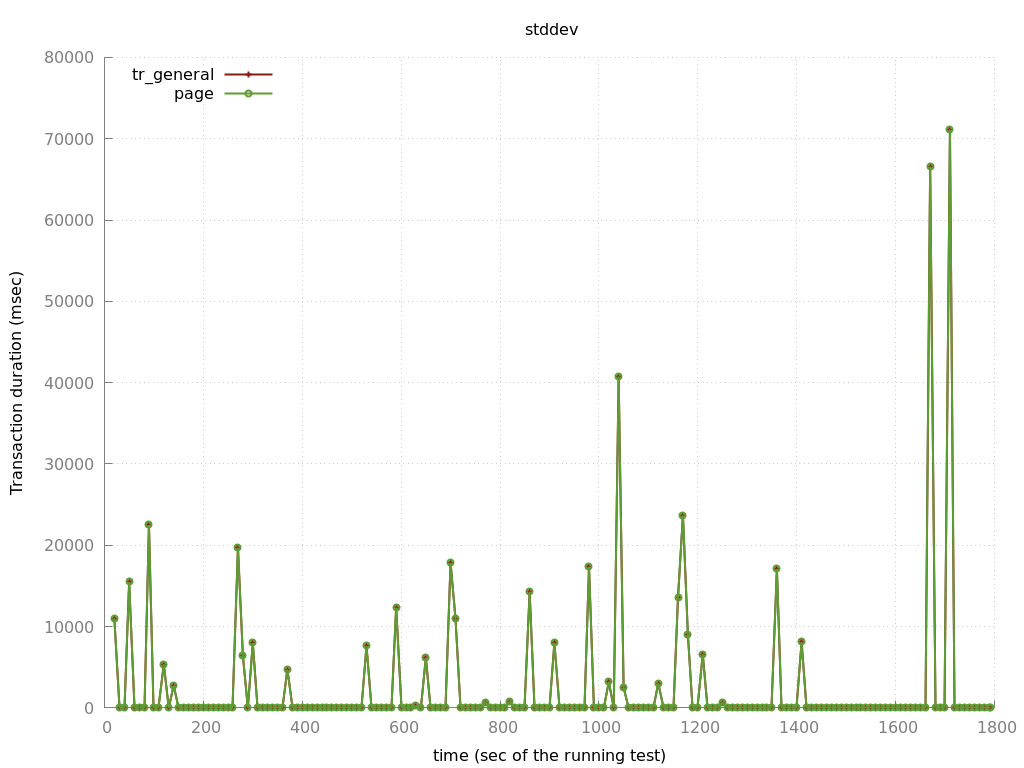 stddev
80000
70000
60000
50000
40000
30000
20000
10000
0
tr_general
page
Transaction duration (msec)
0 200 400 600 800 1000 1200 1400 1600 1800
time (sec of the running test)